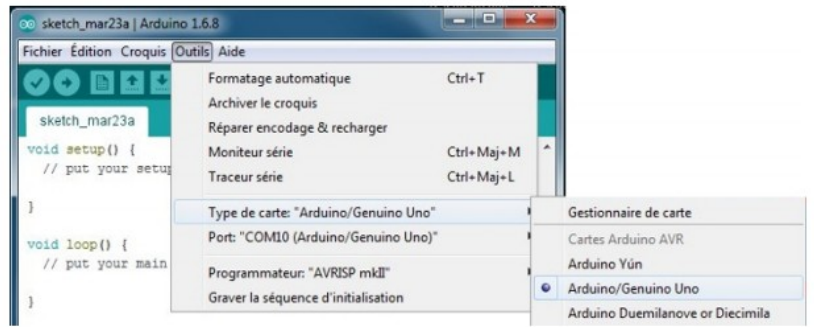 sketch_mar23a | Arduino 1.6.8
Fichier Édition Croquis Outils Aide
sketch_mar23a
void setup() {
// put your setup
}
void loop() {
// put your main
}
Formatage automatique Ctrl+T
Archiver le croquis
Réparer encodage & recharger
Moniteur série Ctrl+Maj+M
Traceur série Ctrl+Maj+L
Type de carte: "Arduino/Genuino Uno"
Port: "COM10 (Arduino/Genuino Uno)"
Programmateur: "AVRISP mkII"
Graver la séquence d'initialisation
Gestionnaire de carte
Cartes Arduino AVR
Arduino Yún
Arduino/Genuino Uno
Arduino Duemilanove or Diecimila